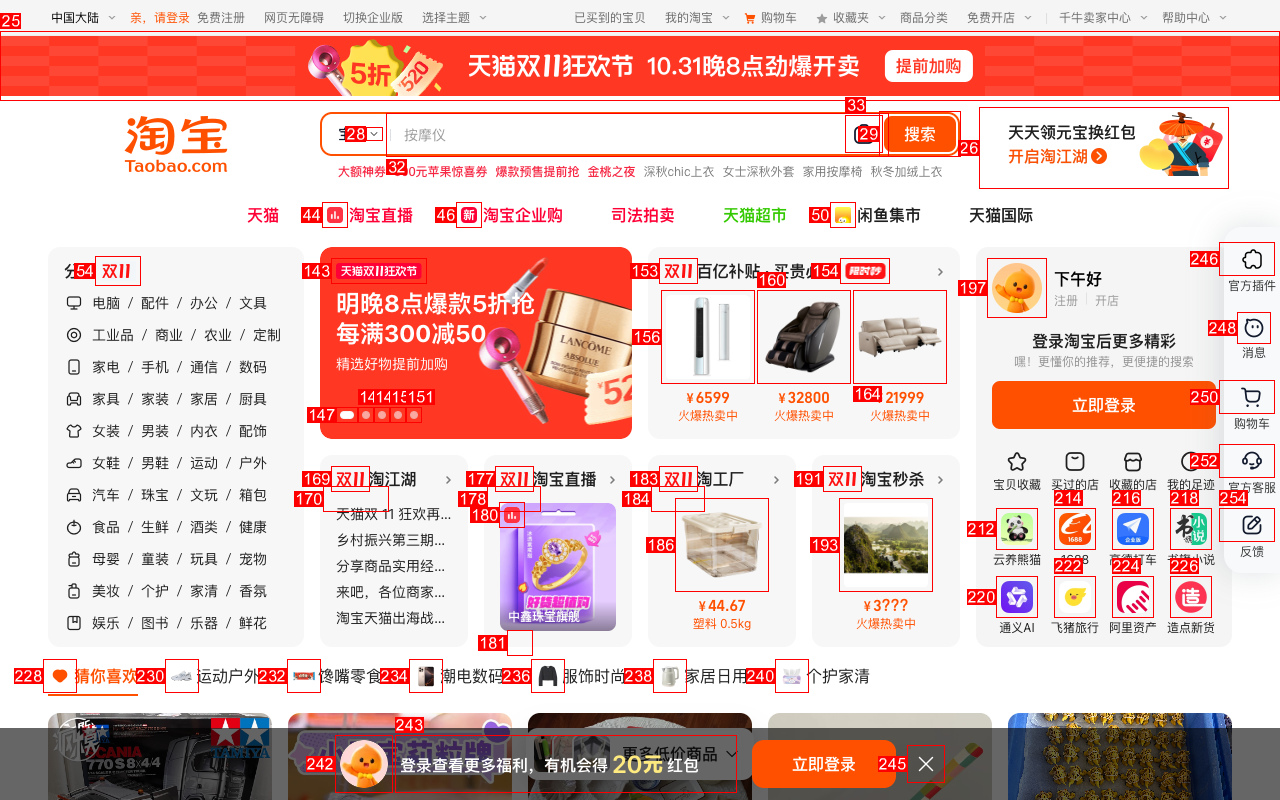 中国大陆
亲，请登录
免费注册
网页无障碍
切换企业版
选择主题
已买到的宝贝
我的淘宝
购物车
收藏夹
商品分类
免费开店
千牛卖家中心
帮助中心
25
5折
520
天猫双11狂欢节 10.31晚8点劲爆开卖
提前加购
淘宝
Taobao.com
28
按摩仪
33
29
搜索
26
天天领元宝换红包
开启淘江湖
大额神券
32
00元苹果惊喜券
爆款预售提前抢
金桃之夜
深秋chic上衣
女士深秋外套
家用按摩椅
秋冬加绒上衣
天猫
44
淘宝直播
46
新
淘宝企业购
司法拍卖
天猫超市
50
闲鱼集市
天猫国际
54
双11
电脑 / 配件 / 办公 / 文具
工业品 / 商业 / 农业 / 定制
家电 / 手机 / 通信 / 数码
家具 / 家装 / 家居 / 厨具
女装 / 男装 / 内衣 / 配饰
女鞋 / 男鞋 / 运动 / 户外
汽车 / 珠宝 / 文玩 / 箱包
食品 / 生鲜 / 酒类 / 健康
母婴 / 童装 / 玩具 / 宠物
美妆 / 个护 / 家清 / 香氛
娱乐 / 图书 / 乐器 / 鲜花
143
天猫双11狂欢节
明晚8点爆款5折抢
每满300减50
精选好物提前加购
LANCÔME
ABSOLUE
¥52
147
151
153
双11
百亿补贴
买贵必
154
限时秒
160
156
164
¥6599
火爆热卖中
¥32800
火爆热卖中
21999
火爆热卖中
197
下午好
注册
开店
登录淘宝后更多精彩
嘿！更懂你的推荐，更便捷的搜索
立即登录
宝贝收藏
买过的店
收藏的店
我的足迹
212
214
216
218
1688
企业版
书
小说
云养熊猫
220
222
224
226
造
通义AI
飞猪旅行
阿里资产
造点新货
246
官方插件
248
消息
250
购物车
252
官方客服
254
反馈
169
双11
淘江湖
170
天猫双 11 狂欢再...
乡村振兴第三期...
分享商品实用经...
来吧，各位商家...
淘宝天猫出海战...
177
双11
淘宝直播
178
180
好货超值购
中鑫珠宝旗舰
181
183
双11
淘工厂
184
186
¥44.67
塑料 0.5kg
191
双11
淘宝秒杀
193
¥3???
火爆热卖中
228
猜你喜欢
230
运动户外
232
馋嘴零食
234
潮电数码
236
服饰时尚
238
家居日用
240
个护家清
SCANIA
770 S 8x4/4
TAMIYA
243
更多低价商品
242
登录查看更多福利，有机会得 20元 红包
立即登录
245